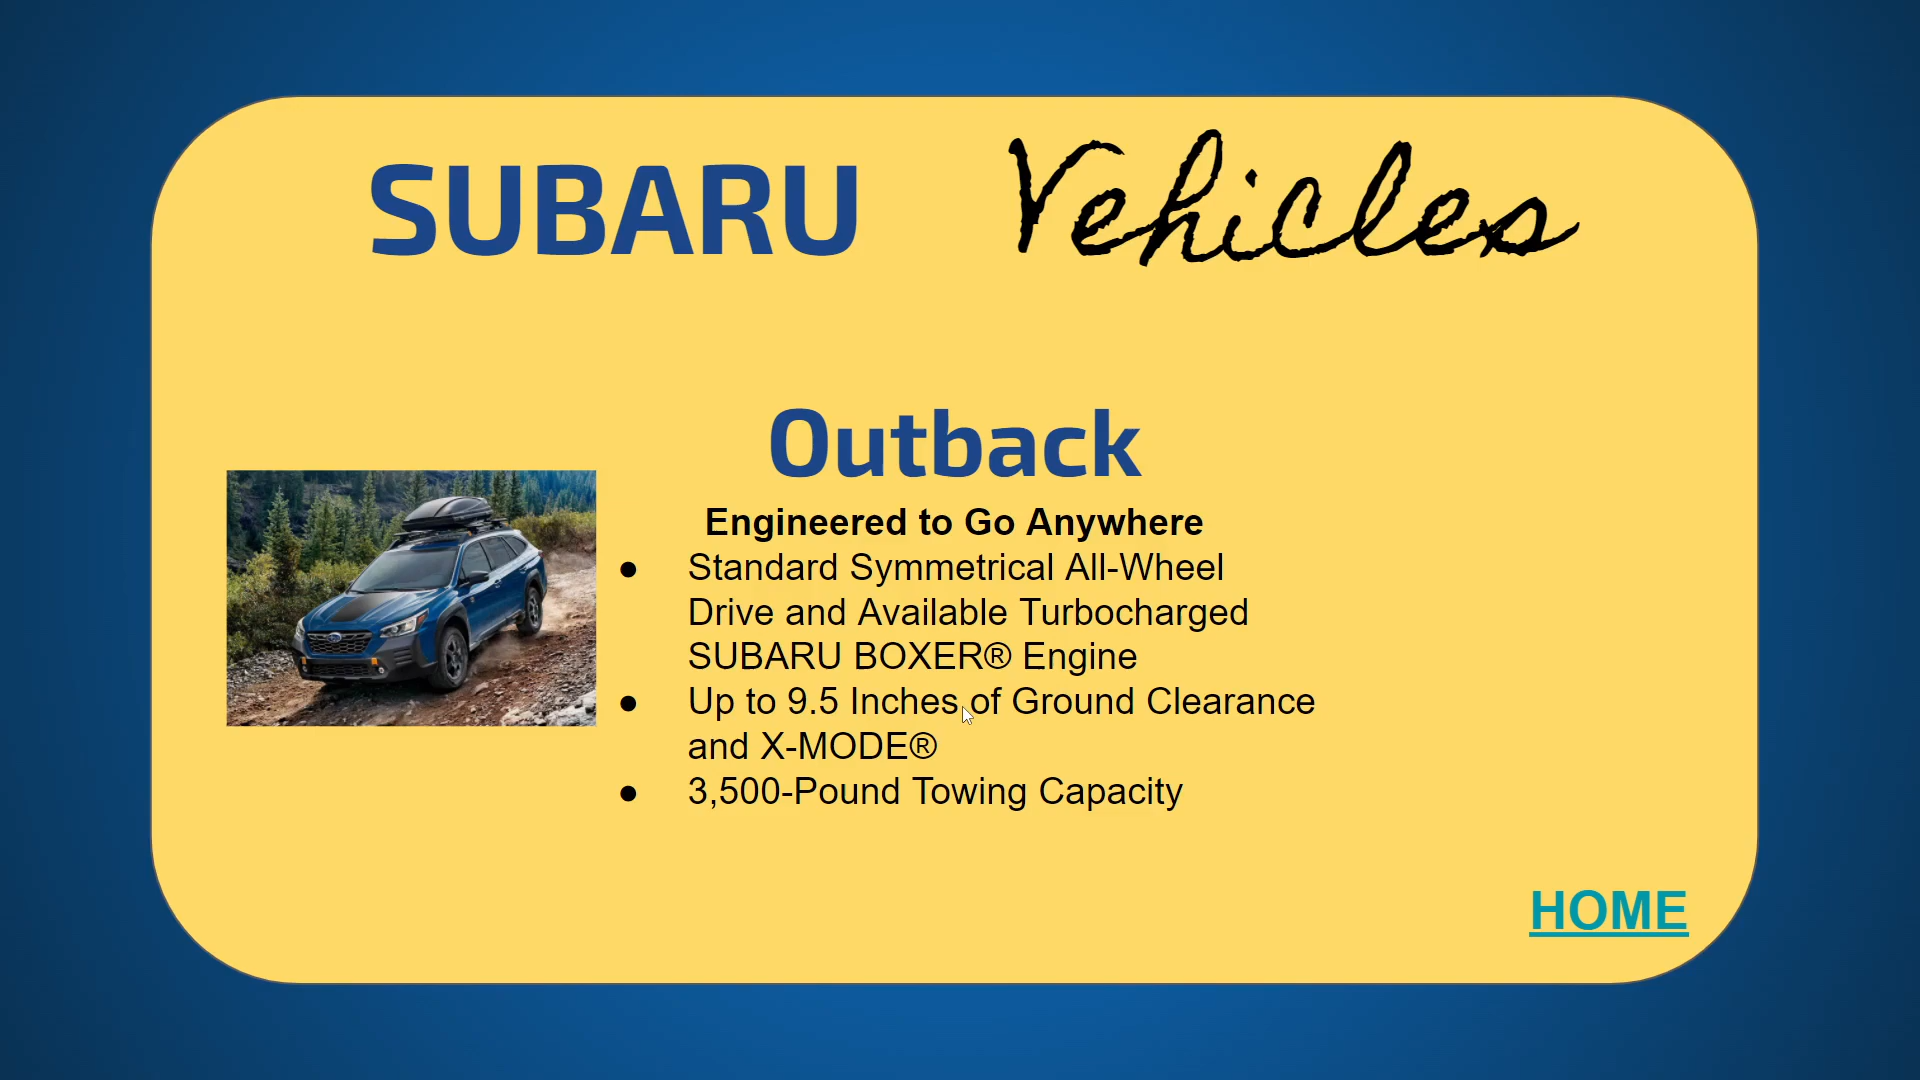 SUBARU Vehicles
Outback
Engineered to Go Anywhere
● Standard Symmetrical All-Wheel
Drive and Available Turbocharged
SUBARU BOXER® Engine
● Up to 9.5 Inches of Ground Clearance
and X-MODE®
● 3,500-Pound Towing Capacity
HOME